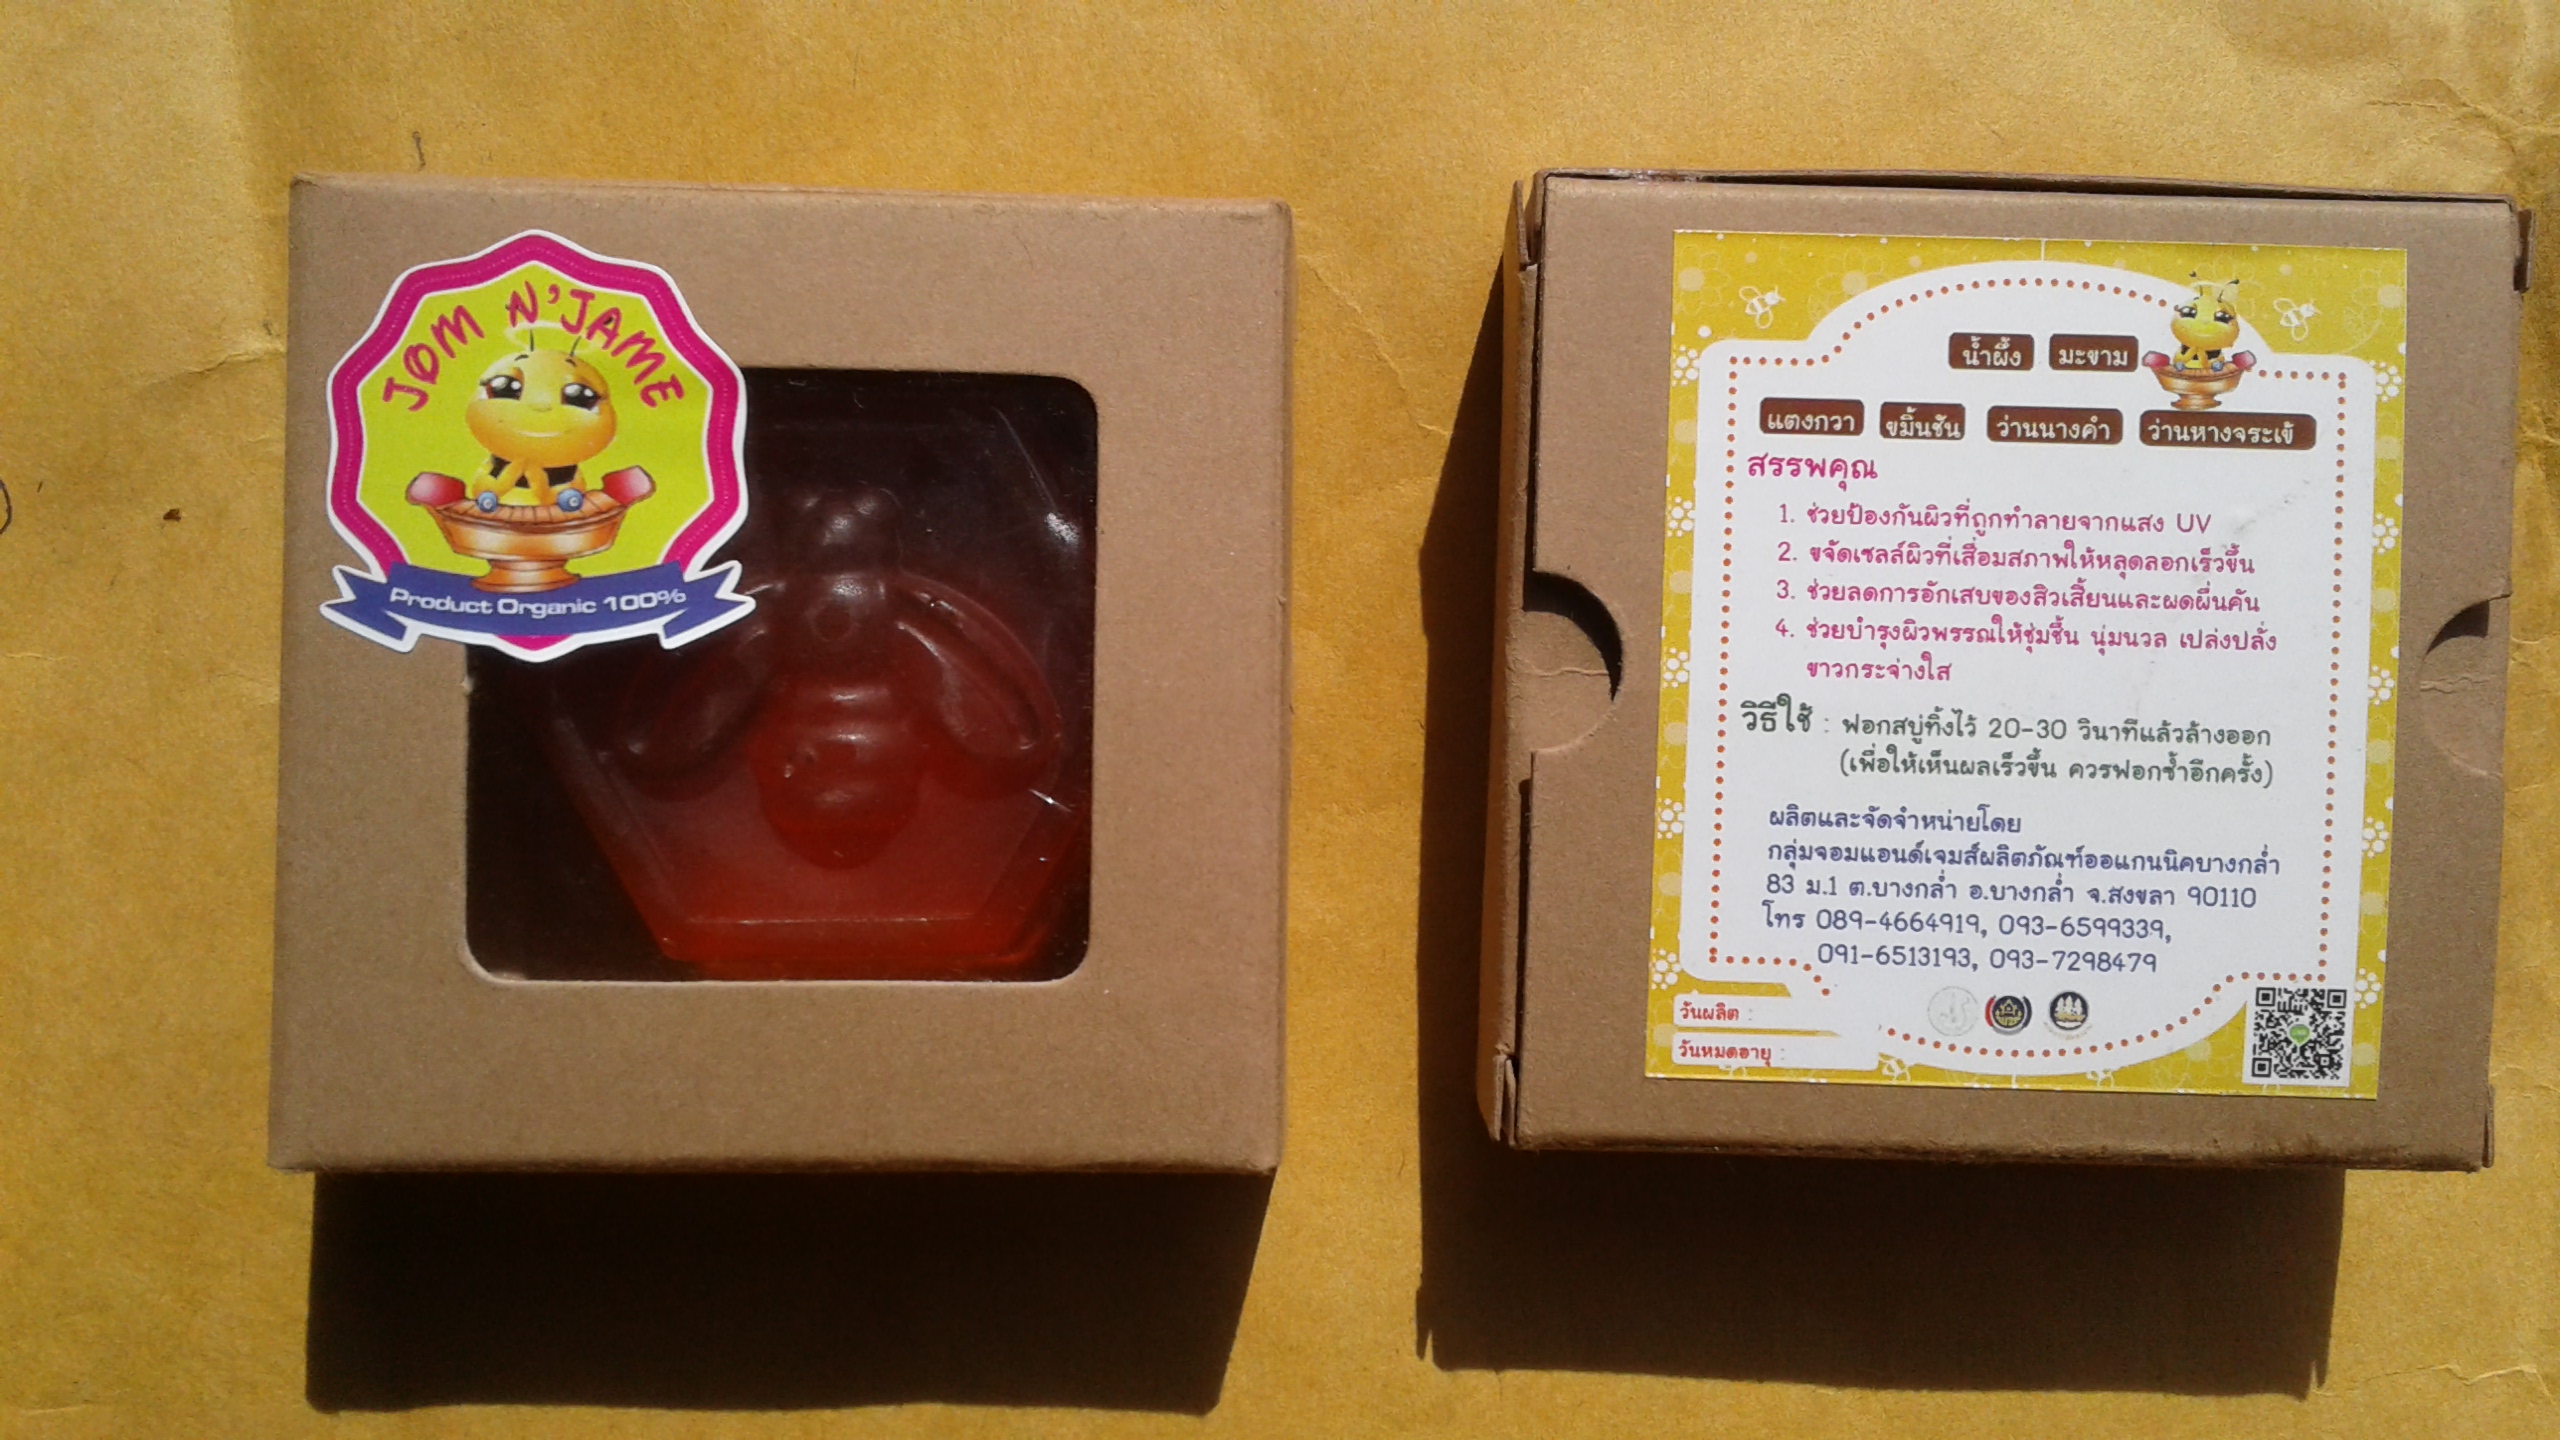 JOM N'JAME
Product Organic 100%
น้ำผึ้ง มะขาม
แตงกวา ขมิ้นชัน ว่านนางคำ ว่านหางจระเข้
สรรพคุณ
1. ช่วยป้องกันผิวที่ถูกทำลายจากแสง UV
2. ขจัดเซลล์ผิวที่เสื่อมสภาพให้หลุดลอกเร็วขึ้น
3. ช่วยลดการอักเสบของสิวเสี้ยนและผดผื่นคัน
4. ช่วยบำรุงผิวพรรณให้ชุ่มชื้น นุ่มนวล เปล่งปลั่ง
ขาวกระจ่างใส
วิธีใช้ : ฟอกสบู่ทิ้งไว้ 20-30 วินาทีแล้วล้างออก
(เพื่อให้เห็นผลเร็วขึ้น ควรฟอกซ้ำอีกครั้ง)
ผลิตและจัดจำหน่ายโดย
กลุ่มจอมแอนด์เจมส์ผลิตภัณฑ์ออแกนนิคบางกล่ำ
83 ม.1 ต.บางกล่ำ อ.บางกล่ำ จ.สงขลา 90110
โทร 089-4664919, 093-6599339,
091-6513193, 093-7298479
วันผลิต :
วันหมดอายุ :